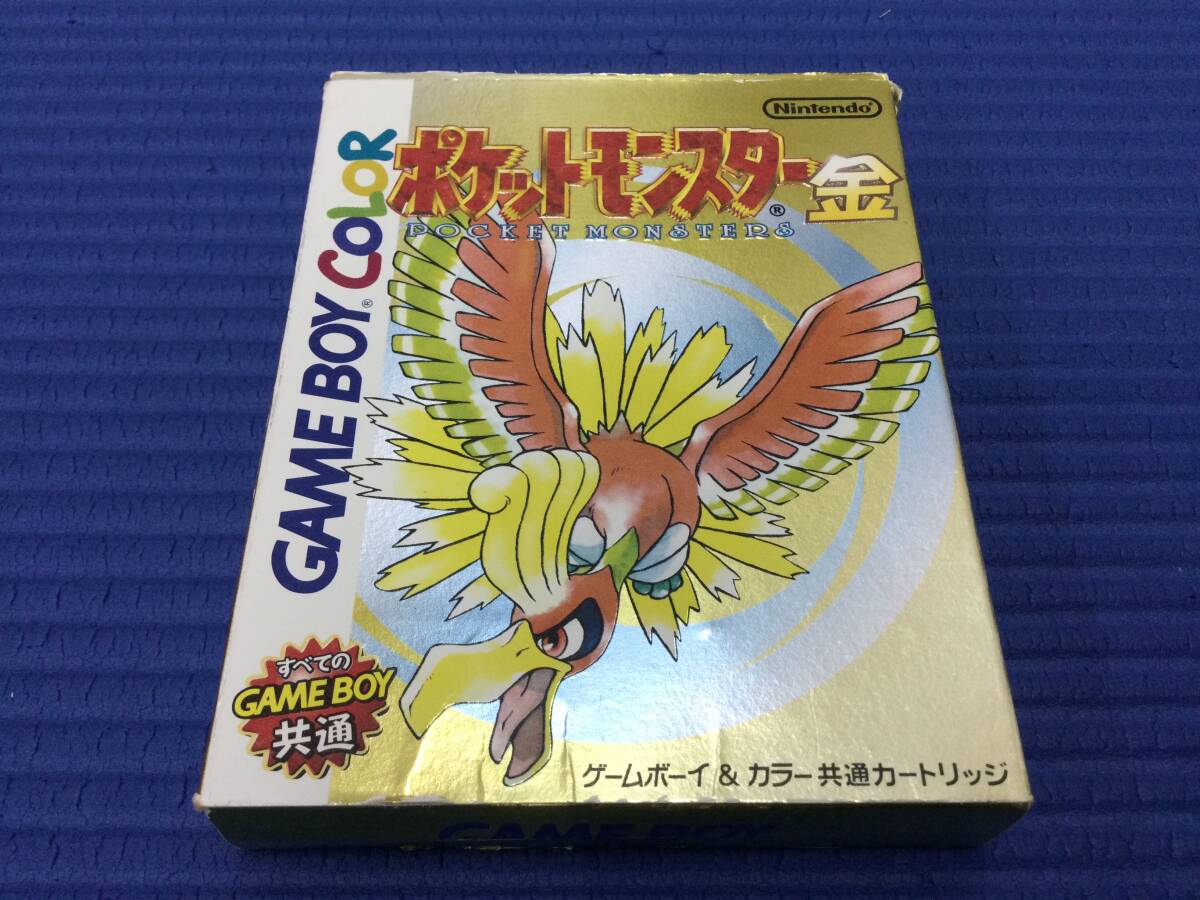 Nintendo®
ポケットモンスター®金
POCKET MONSTERS
GAME BOY® COLOR
すべての
GAME BOY
共通
ゲームボーイ & カラー共通カートリッジ
GAME BOY